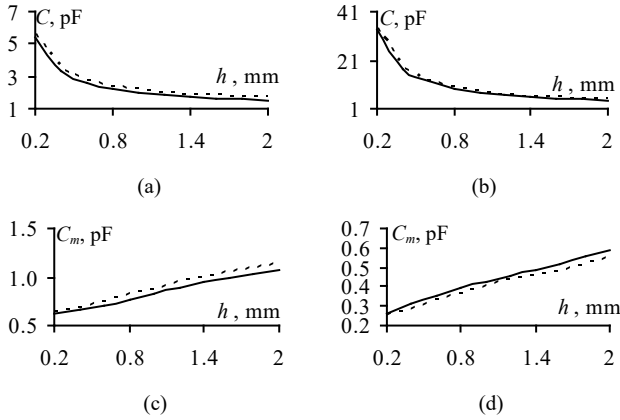 7 C, pF
5
3
1
h , mm
0.2 0.8 1.4 2
(a)
41 C, pF
21
1
h , mm
0.2 0.8 1.4 2
(b)
1.5 Cm, pF
1.0
0.5
h , mm
0.2 0.8 1.4 2
(c)
0.7 Cm, pF
0.6
0.5
0.4
0.3
0.2
h , mm
0.2 0.8 1.4 2
(d)